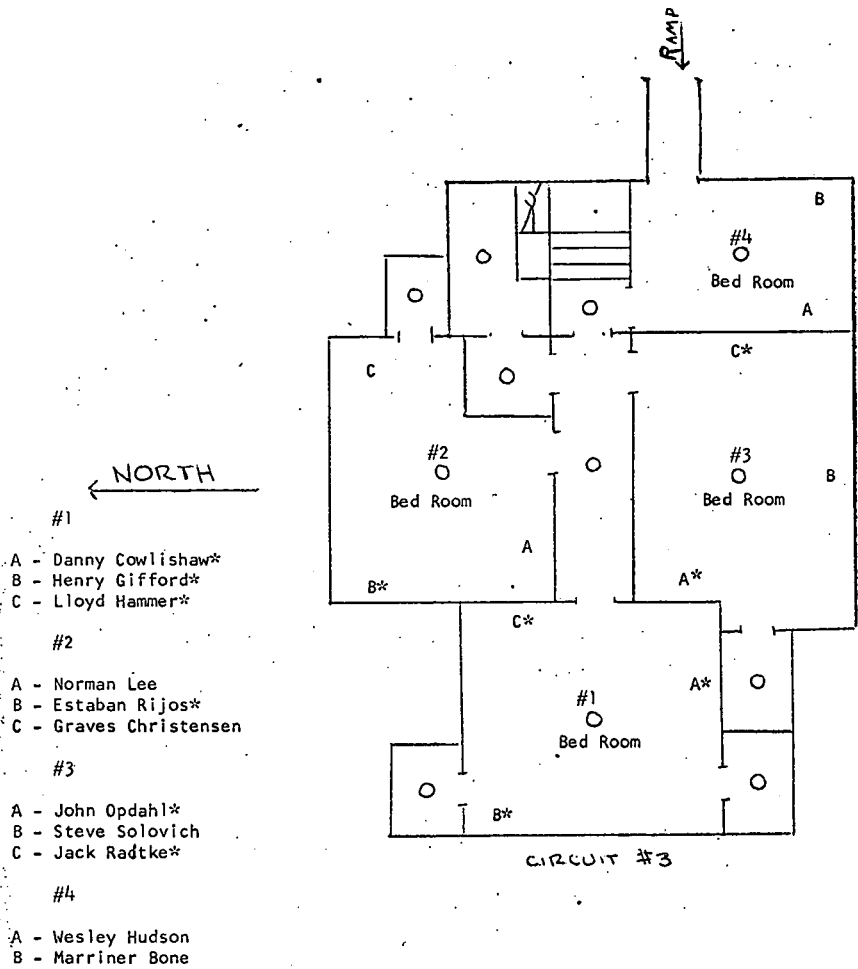 RAMP
B
#4
Bed Room
A
C
C*
#2
Bed Room
#3
Bed Room
B
NORTH
A
B*
A*
C*
A*
#1
Bed Room
B*
CIRCUIT #3
#1
A - Danny Cowlishaw*
B - Henry Gifford*
C - Lloyd Hammer*
#2
A - Norman Lee
B - Estaban Rijos*
C - Graves Christensen
#3
A - John Opdahl*
B - Steve Solovich
C - Jack Radtke*
#4
A - Wesley Hudson
B - Marriner Bone